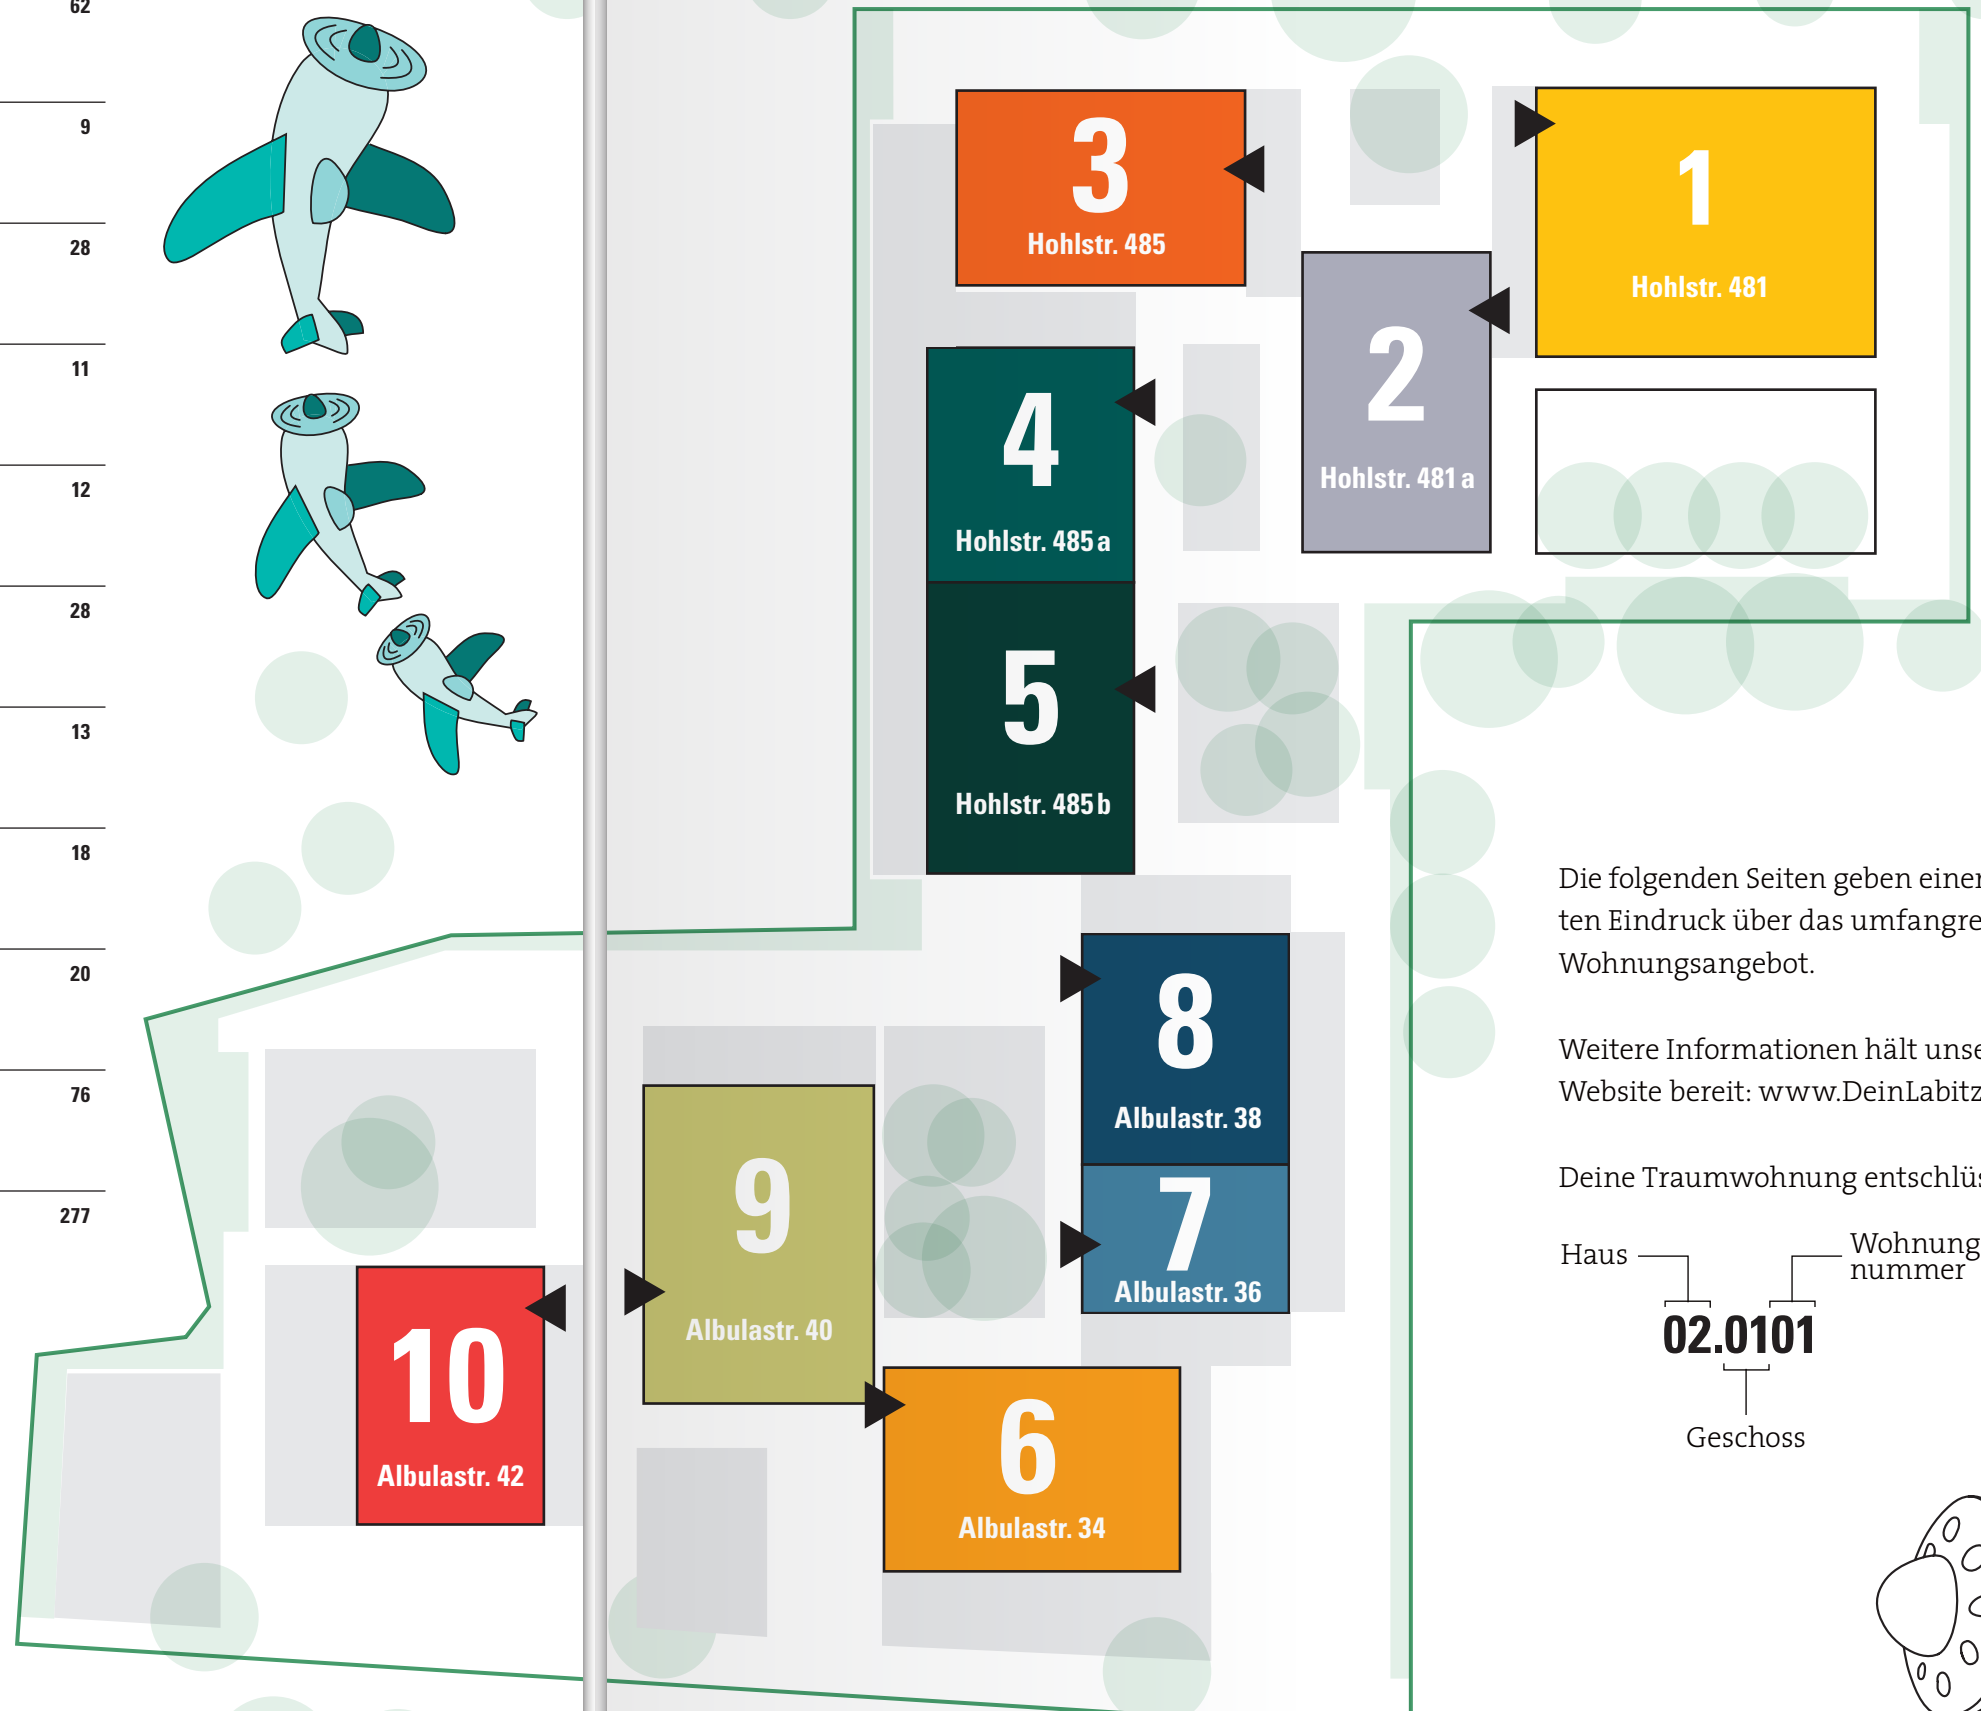 62
9
28
11
12
28
13
18
20
76
277
3
Hohlstr. 485
1
Hohlstr. 481
2
Hohlstr. 481 a
4
Hohlstr. 485 a
5
Hohlstr. 485 b
8
Albulastr. 38
7
Albulastr. 36
9
Albulastr. 40
10
Albulastr. 42
6
Albulastr. 34
Die folgenden Seiten geben einen
ten Eindruck über das umfangre
Wohnungsangebot.
Weitere Informationen hält unse
Website bereit: www.DeinLabitz
Deine Traumwohnung entschlüs
Haus
Wohnung
nummer
02.0101
Geschoss